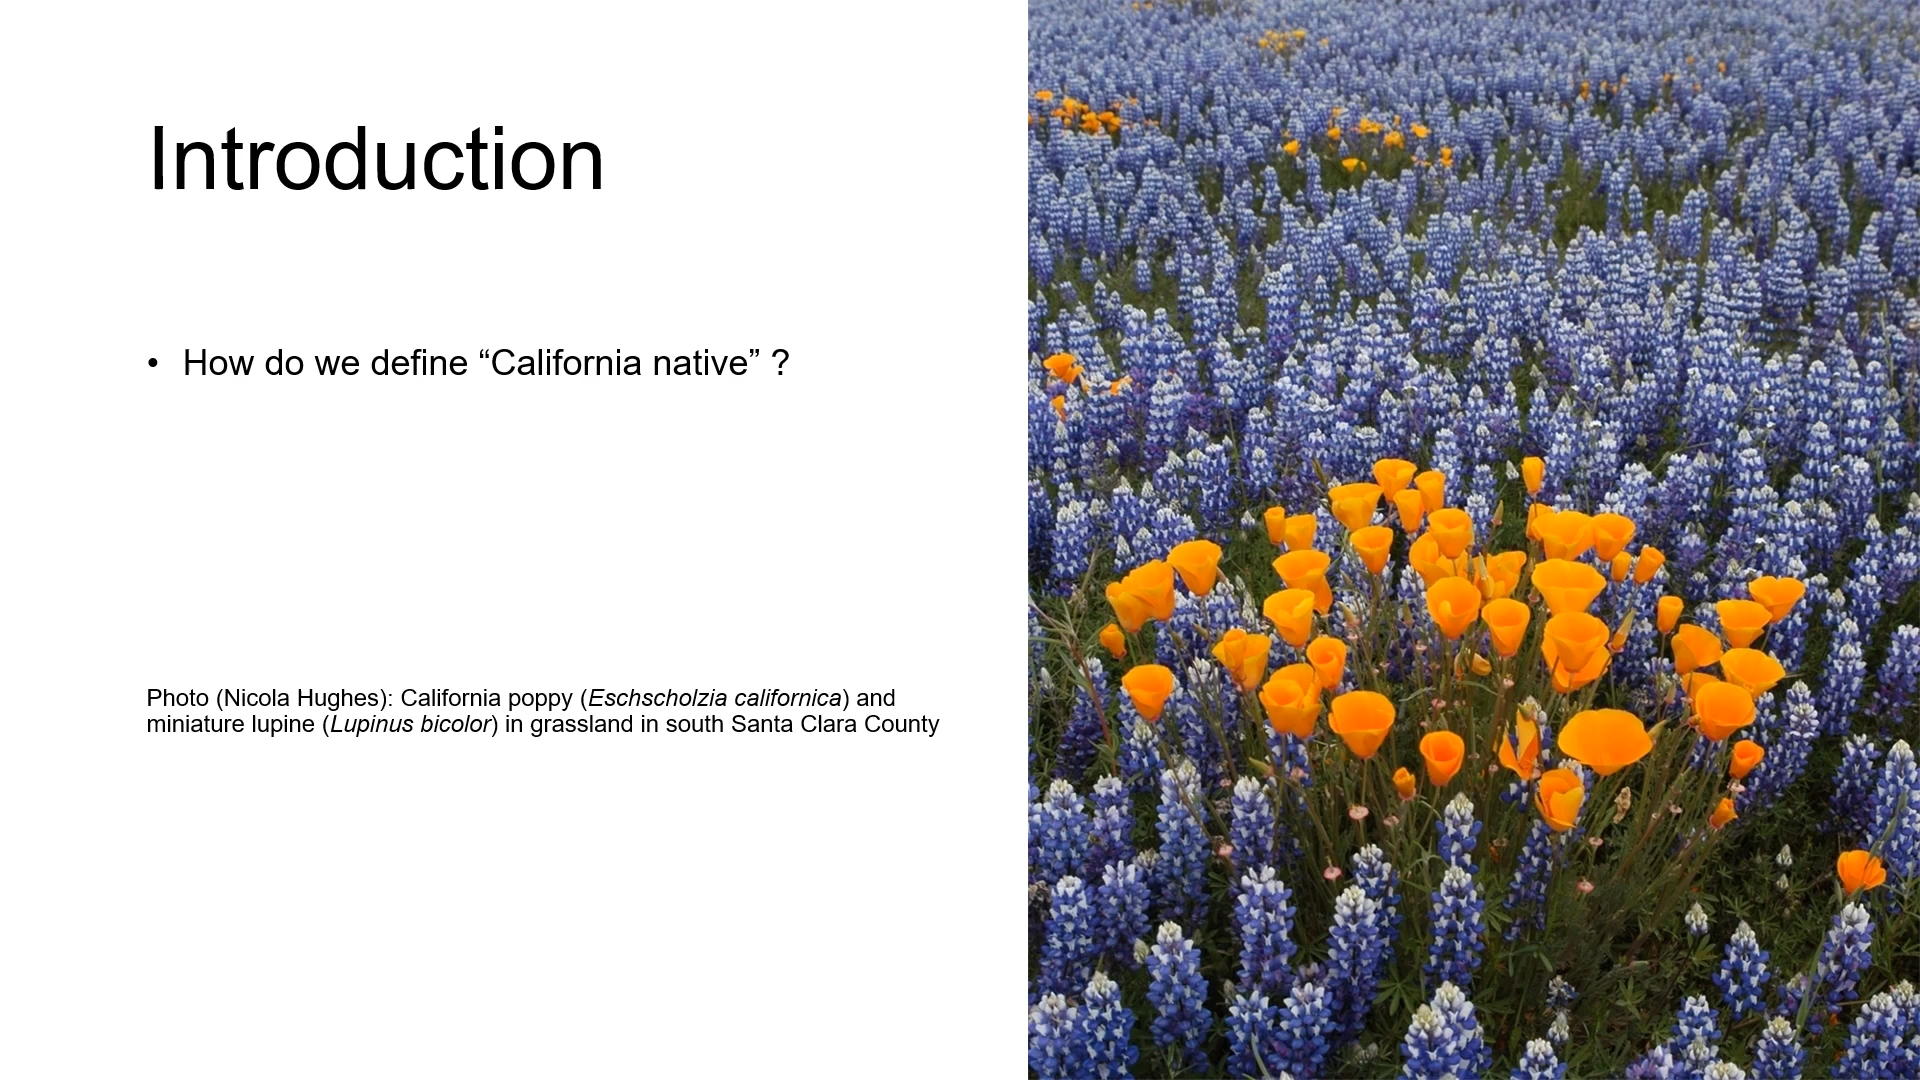 Introduction
• How do we define “California native” ?
Photo (Nicola Hughes): California poppy (Eschscholzia californica) and
miniature lupine (Lupinus bicolor) in grassland in south Santa Clara County